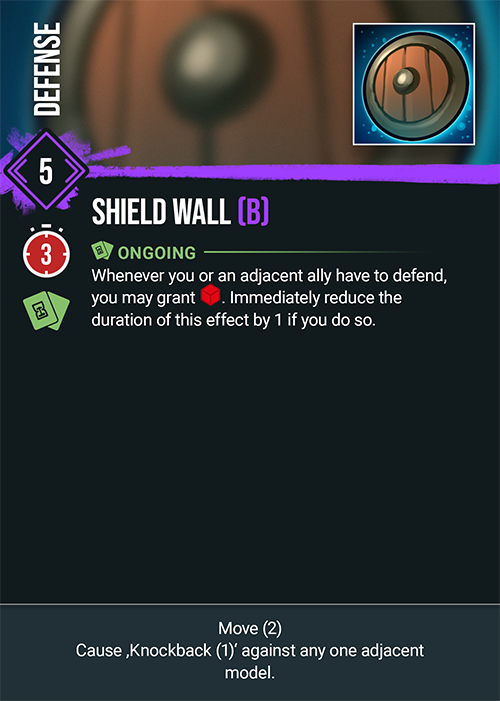 DEFENSE
5
SHIELD WALL (B)
3
ONGOING
Whenever you or an adjacent ally have to defend,
you may grant . Immediately reduce the
duration of this effect by 1 if you do so.
Move (2)
Cause ‚Knockback (1)‘ against any one adjacent
model.